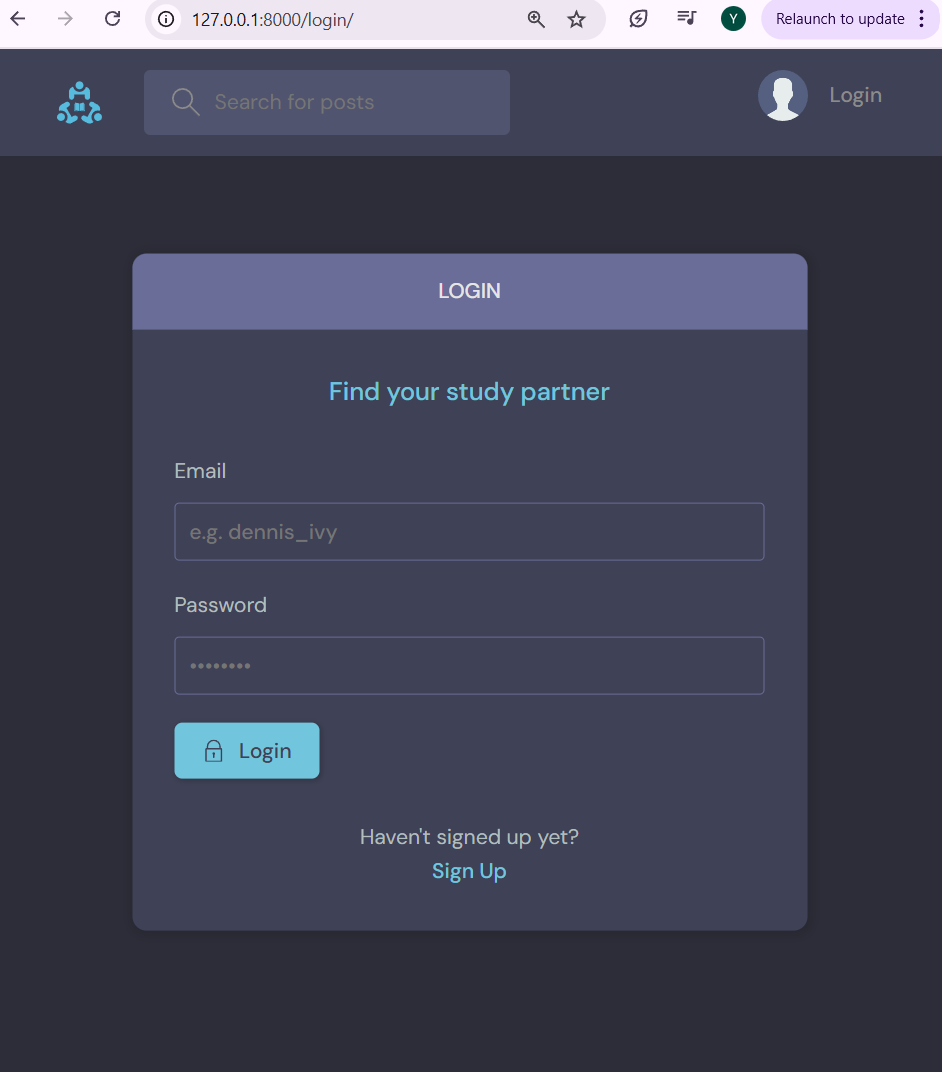 127.0.0.1:8000/login/
Y
Relaunch to update
Search for posts
Login
LOGIN
Find your study partner
Email
e.g. dennis_ivy
Password
••••••••
Login
Haven't signed up yet?
Sign Up